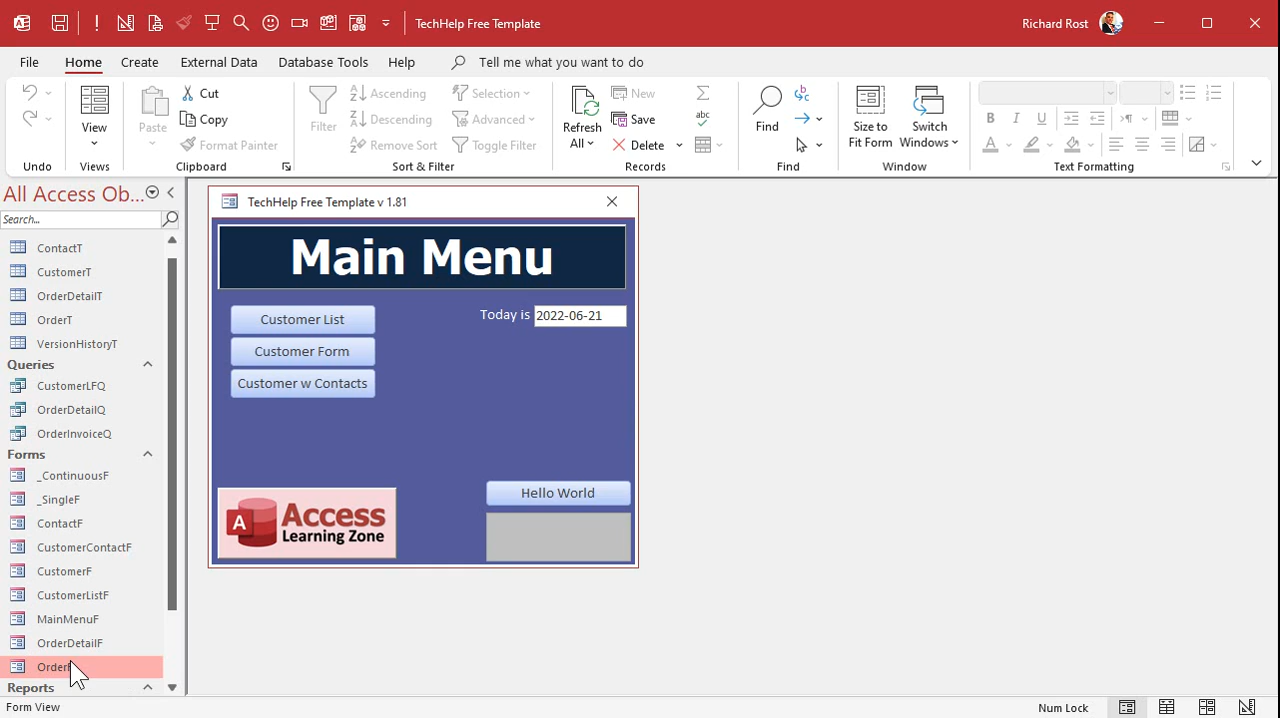 TechHelp Free Template
Richard Rost
File Home Create External Data Database Tools Help Tell me what you want to do
Undo
View
Views
Paste
Cut
Copy
Format Painter
Clipboard
Filter
Ascending
Descending
Remove Sort
Selection
Advanced
Toggle Filter
Sort & Filter
Refresh
All
New
Save
Delete
Records
Find
Find
Size to
Fit Form
Switch
Windows
Window
B I U
A
Text Formatting
All Access Ob...
Search...
ContactT
CustomerT
OrderDetailT
OrderT
VersionHistoryT
Queries
CustomerLFQ
OrderDetailQ
OrderInvoiceQ
Forms
_ContinuousF
_SingleF
ContactF
CustomerContactF
CustomerF
CustomerListF
MainMenuF
OrderDetailF
OrderF
Reports
TechHelp Free Template v 1.81
Main Menu
Customer List
Customer Form
Customer w Contacts
Today is 2022-06-21
Hello World
A Access
Learning Zone
Form View
Num Lock